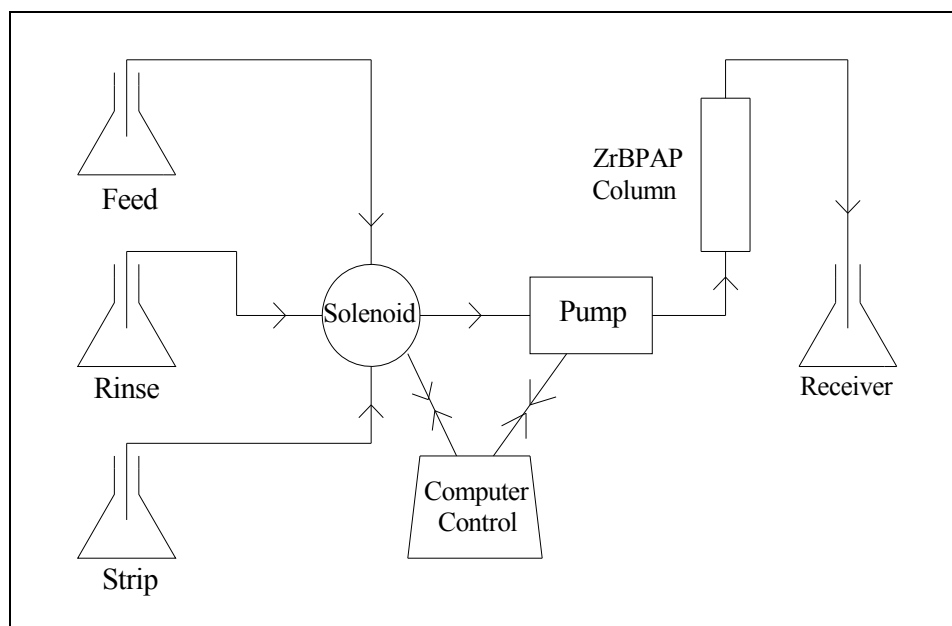 Feed
ZrBPAP
Column
Rinse
Solenoid
Pump
Receiver
Strip
Computer
Control